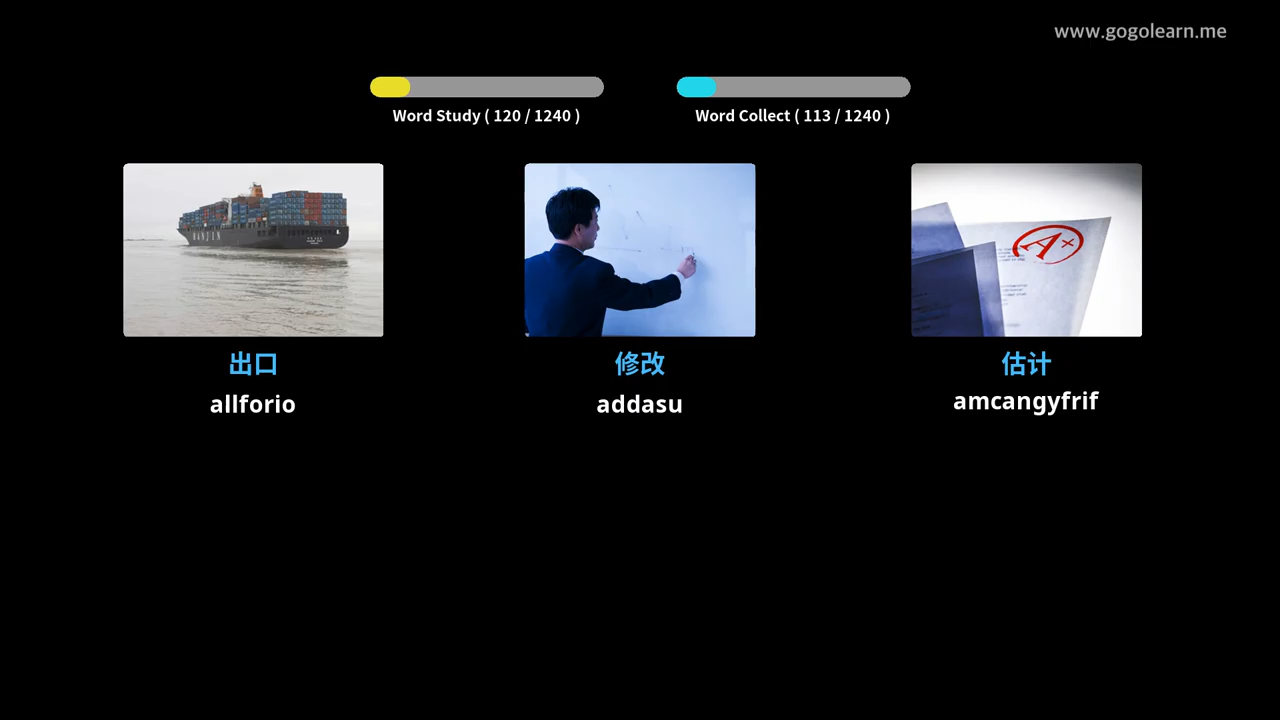 www.gogolearn.me
Word Study ( 120 / 1240 )
Word Collect ( 113 / 1240 )
HANJIN
A+
出口
修改
估计
allforio
addasu
amcangyfrif